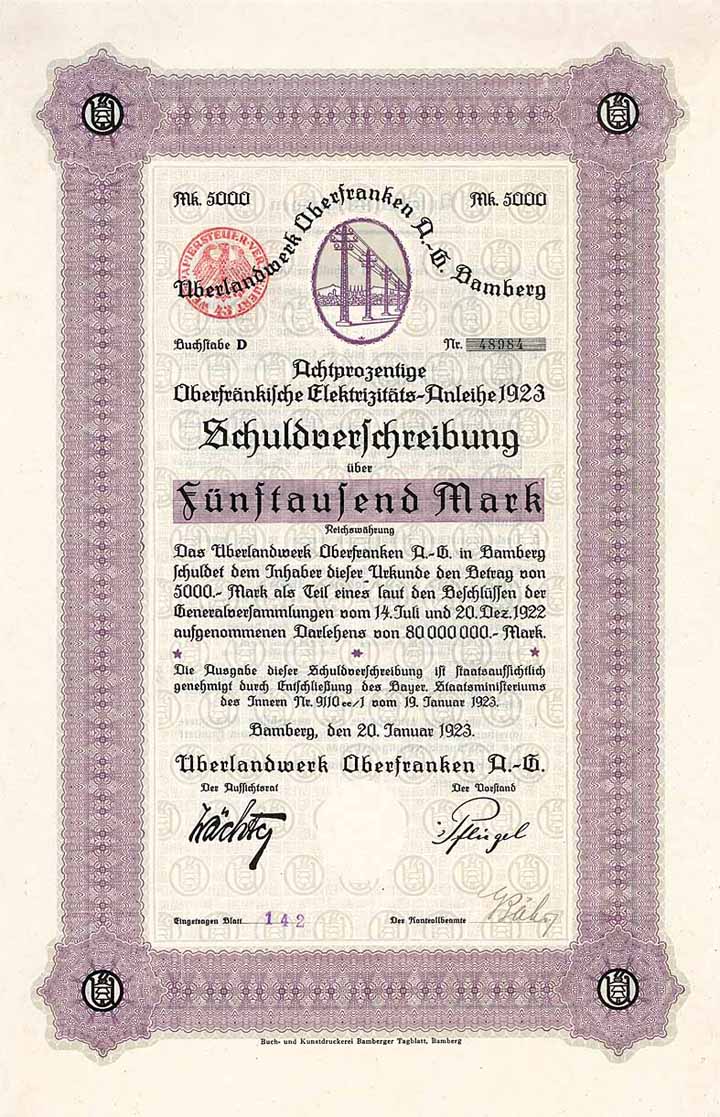 Mk. 5000 Mk. 5000
Überlandwerk Oberfranken A.-G. Bamberg
Buchstabe D Nr. 48984
Achtprozentige
Oberfränkische Elektrizitäts-Anleihe 1923
Schuldverschreibung
über
Fünftausend Mark
Reichswährung
Das Überlandwerk Oberfranken A.-G. in Bamberg
schuldet dem Inhaber dieser Urkunde den Betrag von
5000.- Mark als Teil eines laut den Beschlüssen der
Generalversammlungen vom 14. Juli und 20. Dez. 1922
aufgenommenen Darlehens von 80 000 000.- Mark.
Die Ausgabe dieser Schuldverschreibung ist staatsaufsichtlich
genehmigt durch Entschließung des Bayer. Staatsministeriums
des Innern Nr. 9110 cc/1 vom 19. Januar 1923.
Bamberg, den 20. Januar 1923.
Überlandwerk Oberfranken A.-G.
Der Aufsichtsrat Der Vorstand
Wächter Pflügel
Eingetragen Blatt 142 Der Kontrollbeamte
Buch- und Kunstdruckerei Bamberger Tagblatt, Bamberg